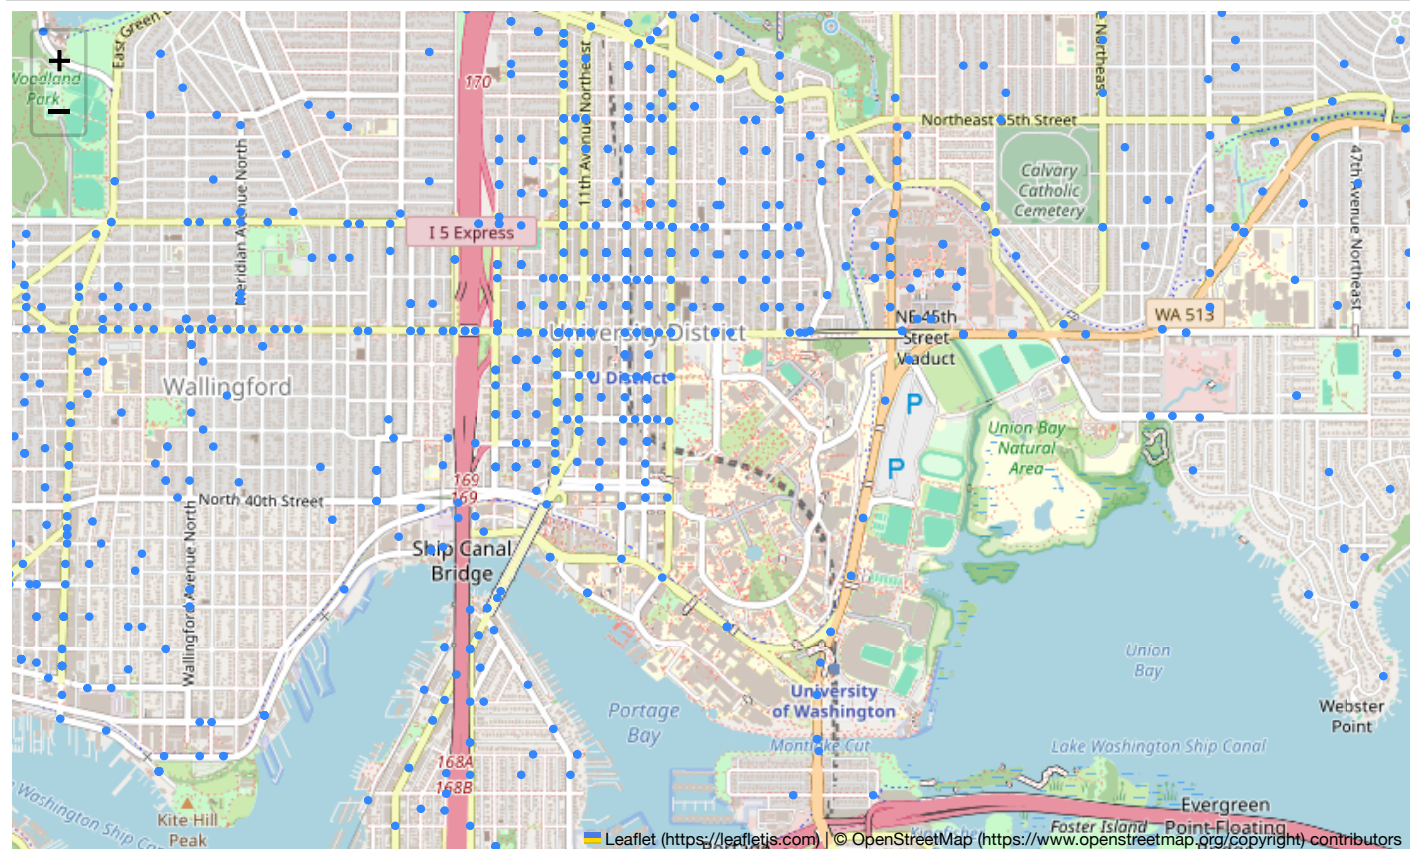 East Green
+
−
Woodland
Park
170
11th Avenue Northeast
Northeast 65th Street
Calvary
Catholic
Cemetery
47th Avenue Northeast
Meridian Avenue North
I 5 Express
WA 513
NE 45th
Street
Viaduct
University District
U District
Wallingford
P
P
Union Bay
Natural
Area
169
169
North 40th Street
Wallingford Avenue North
Ship Canal
Bridge
Union
Bay
University
of Washington
Webster
Point
Portage
Bay
Montlake Cut
Lake Washington Ship Canal
168A
168B
Washington Ship
Kite Hill
Peak
Evergreen
Point Floating
Foster Island
Leaflet (https://leafletjs.com) | © OpenStreetMap (https://www.openstreetmap.org/copyright) contributors